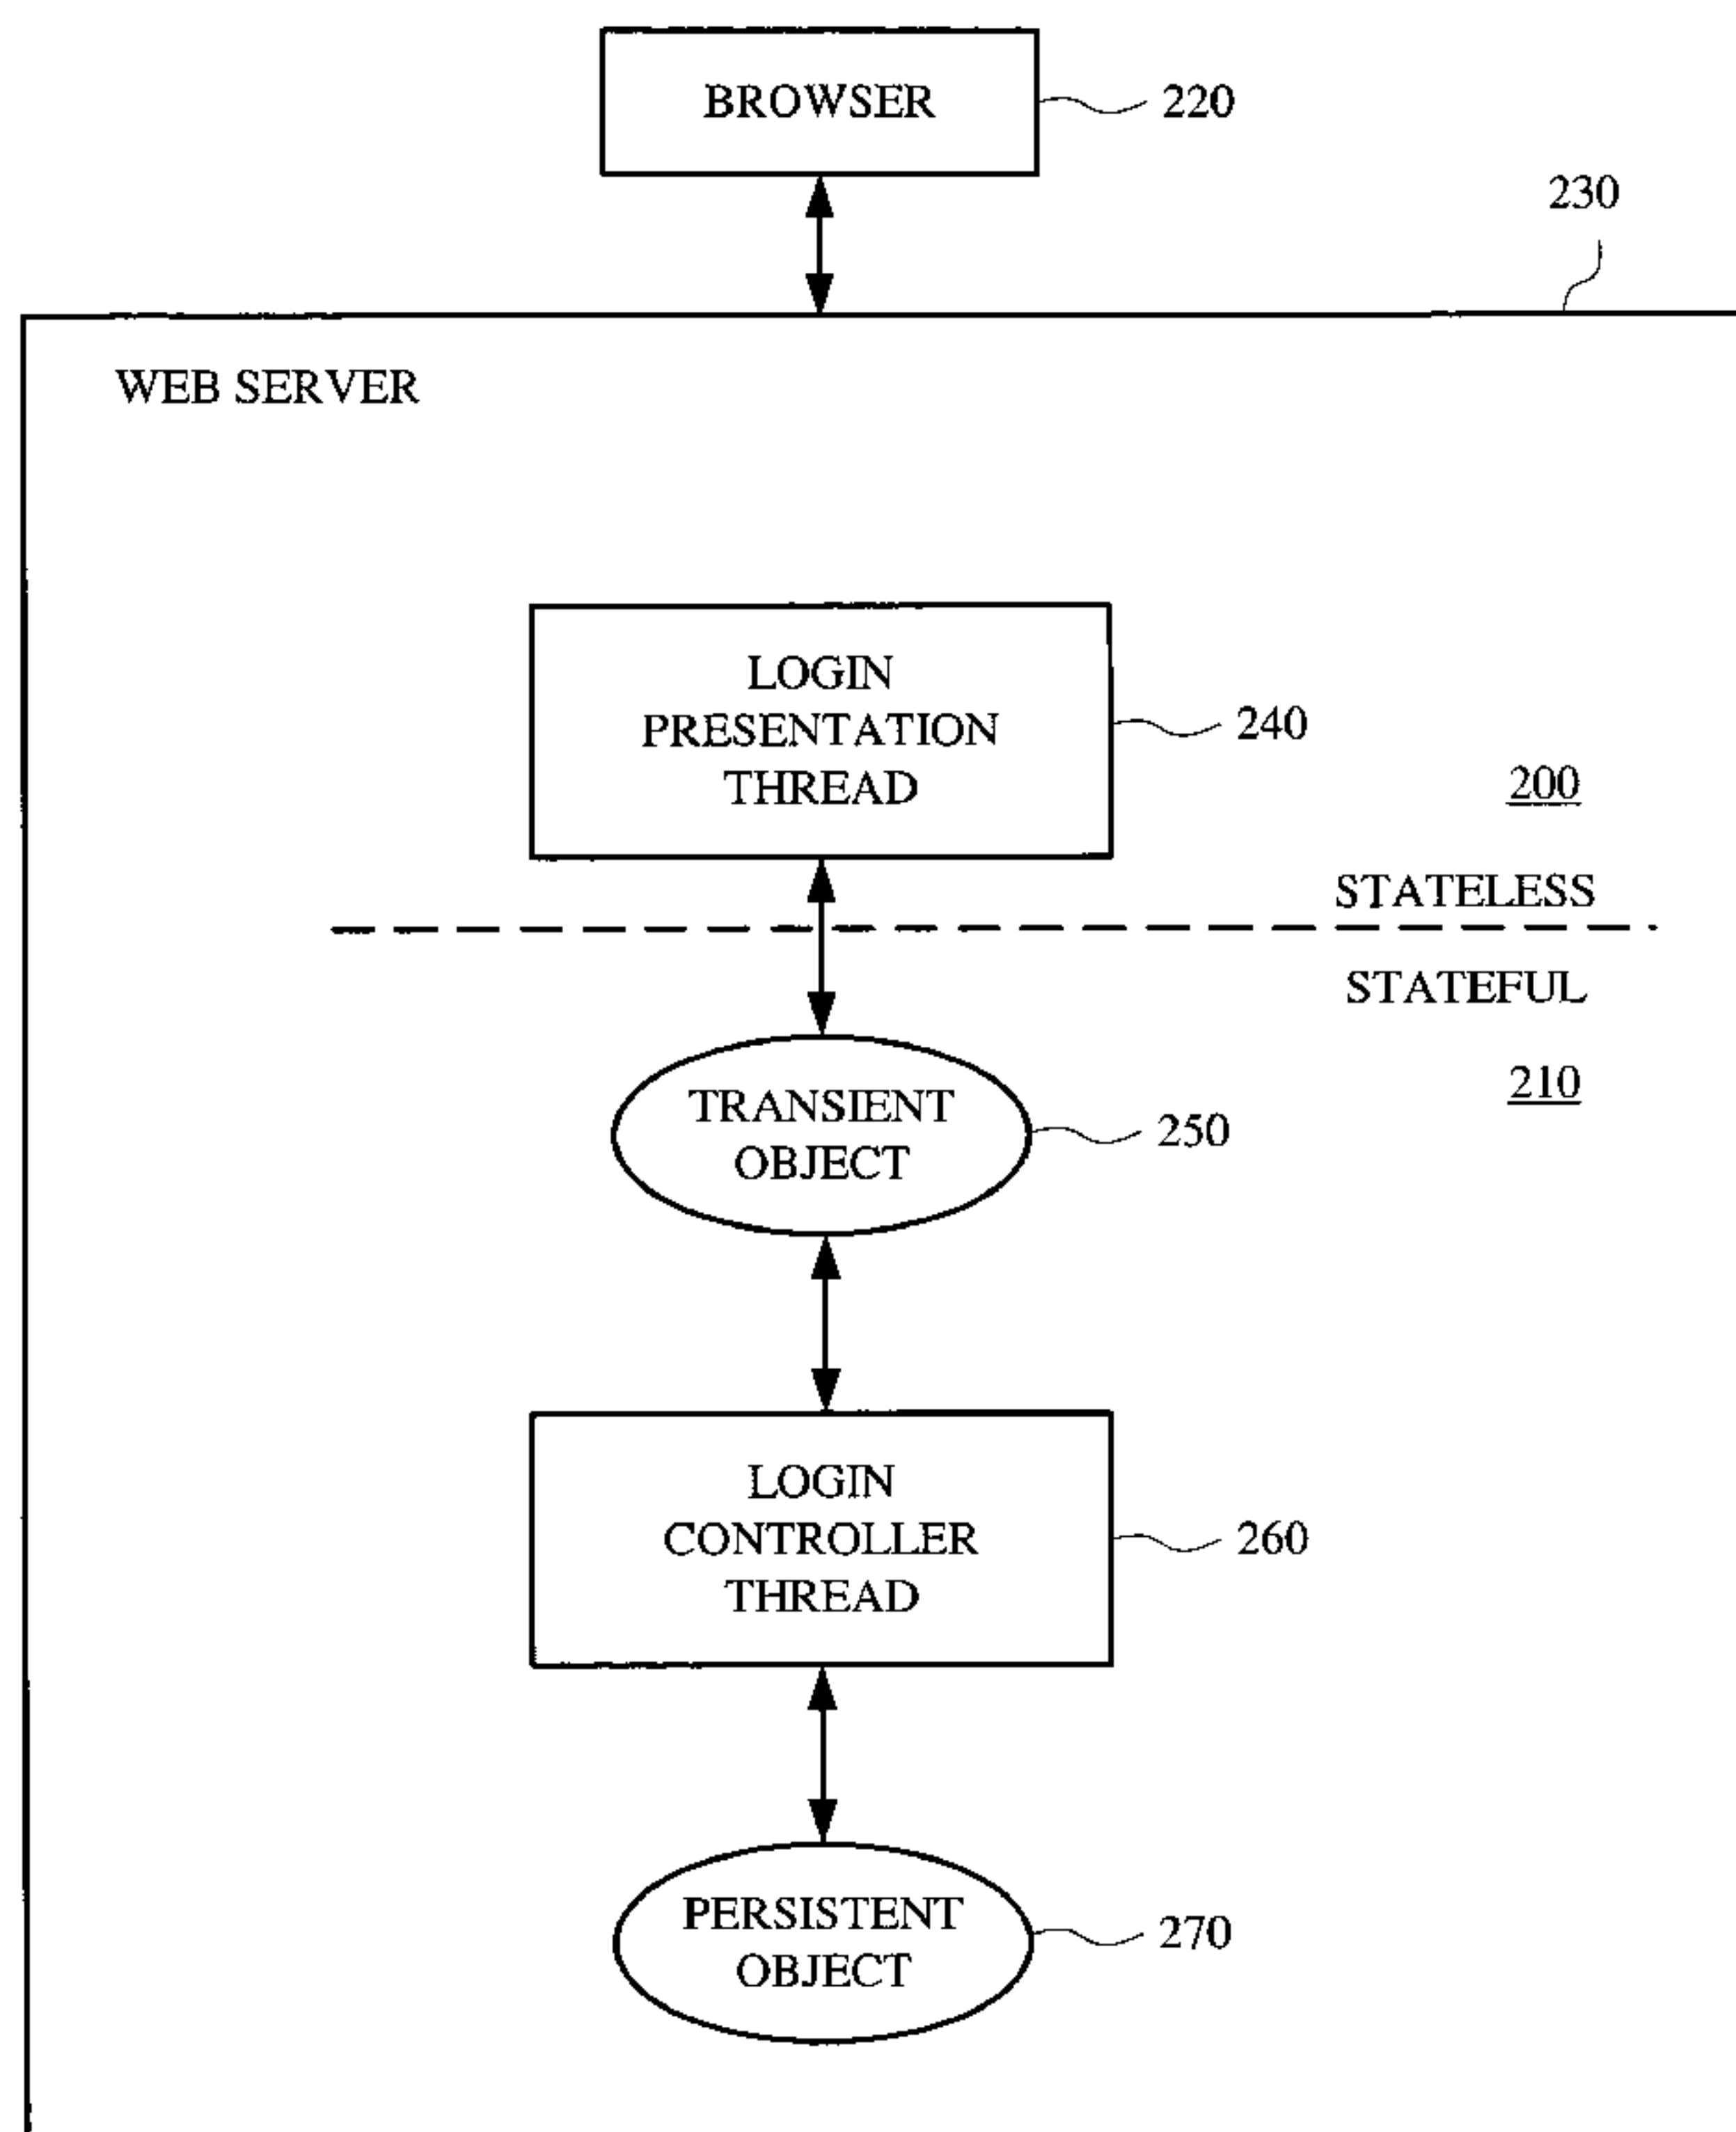 BROWSER
220
230
WEB SERVER
LOGIN
PRESENTATION
THREAD
240
200
STATELESS
STATEFUL
210
TRANSIENT
OBJECT
250
LOGIN
CONTROLLER
THREAD
260
PERSISTENT
OBJECT
270